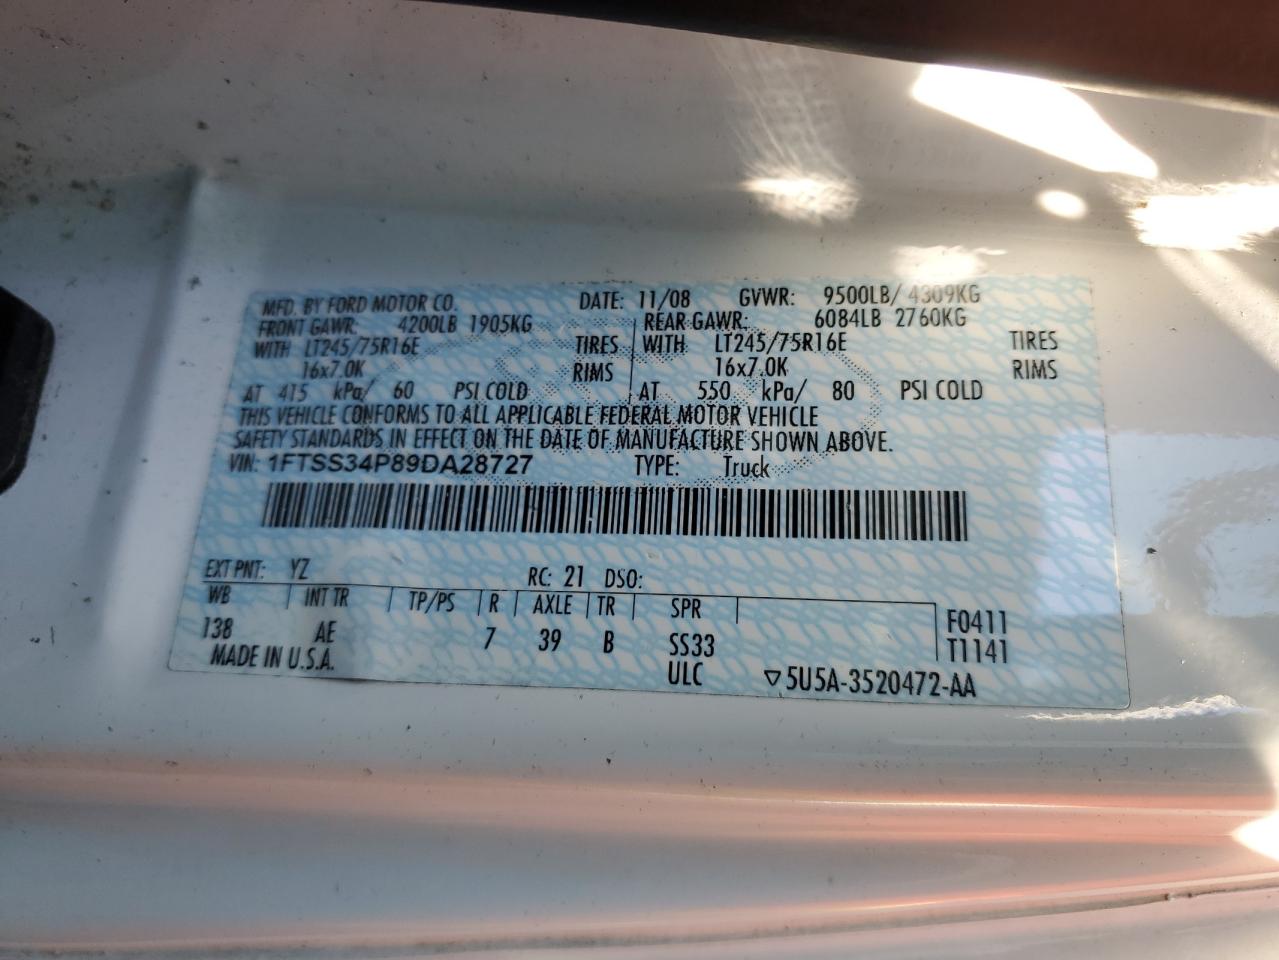 MFD. BY FORD MOTOR CO. DATE: 11/08 GVWR: 9500LB/ 4309KG
FRONT GAWR: 4200LB 1905KG REAR GAWR: 6084LB 2760KG
WITH LT245/75R16E TIRES WITH LT245/75R16E TIRES
16x7.0K RIMS 16x7.0K RIMS
AT 415 kPa/ 60 PSI COLD AT 550 kPa/ 80 PSI COLD
THIS VEHICLE CONFORMS TO ALL APPLICABLE FEDERAL MOTOR VEHICLE
SAFETY STANDARDS IN EFFECT ON THE DATE OF MANUFACTURE SHOWN ABOVE.
VIN: 1FTSS34P89DA28727 TYPE: Truck
EXT PNT: YZ RC: 21 DSO:
WB INT TR TP/PS R AXLE TR SPR F0411
138 AE 7 39 B SS33 T1141
MADE IN U.S.A. ULC ▽5U5A-3520472-AA